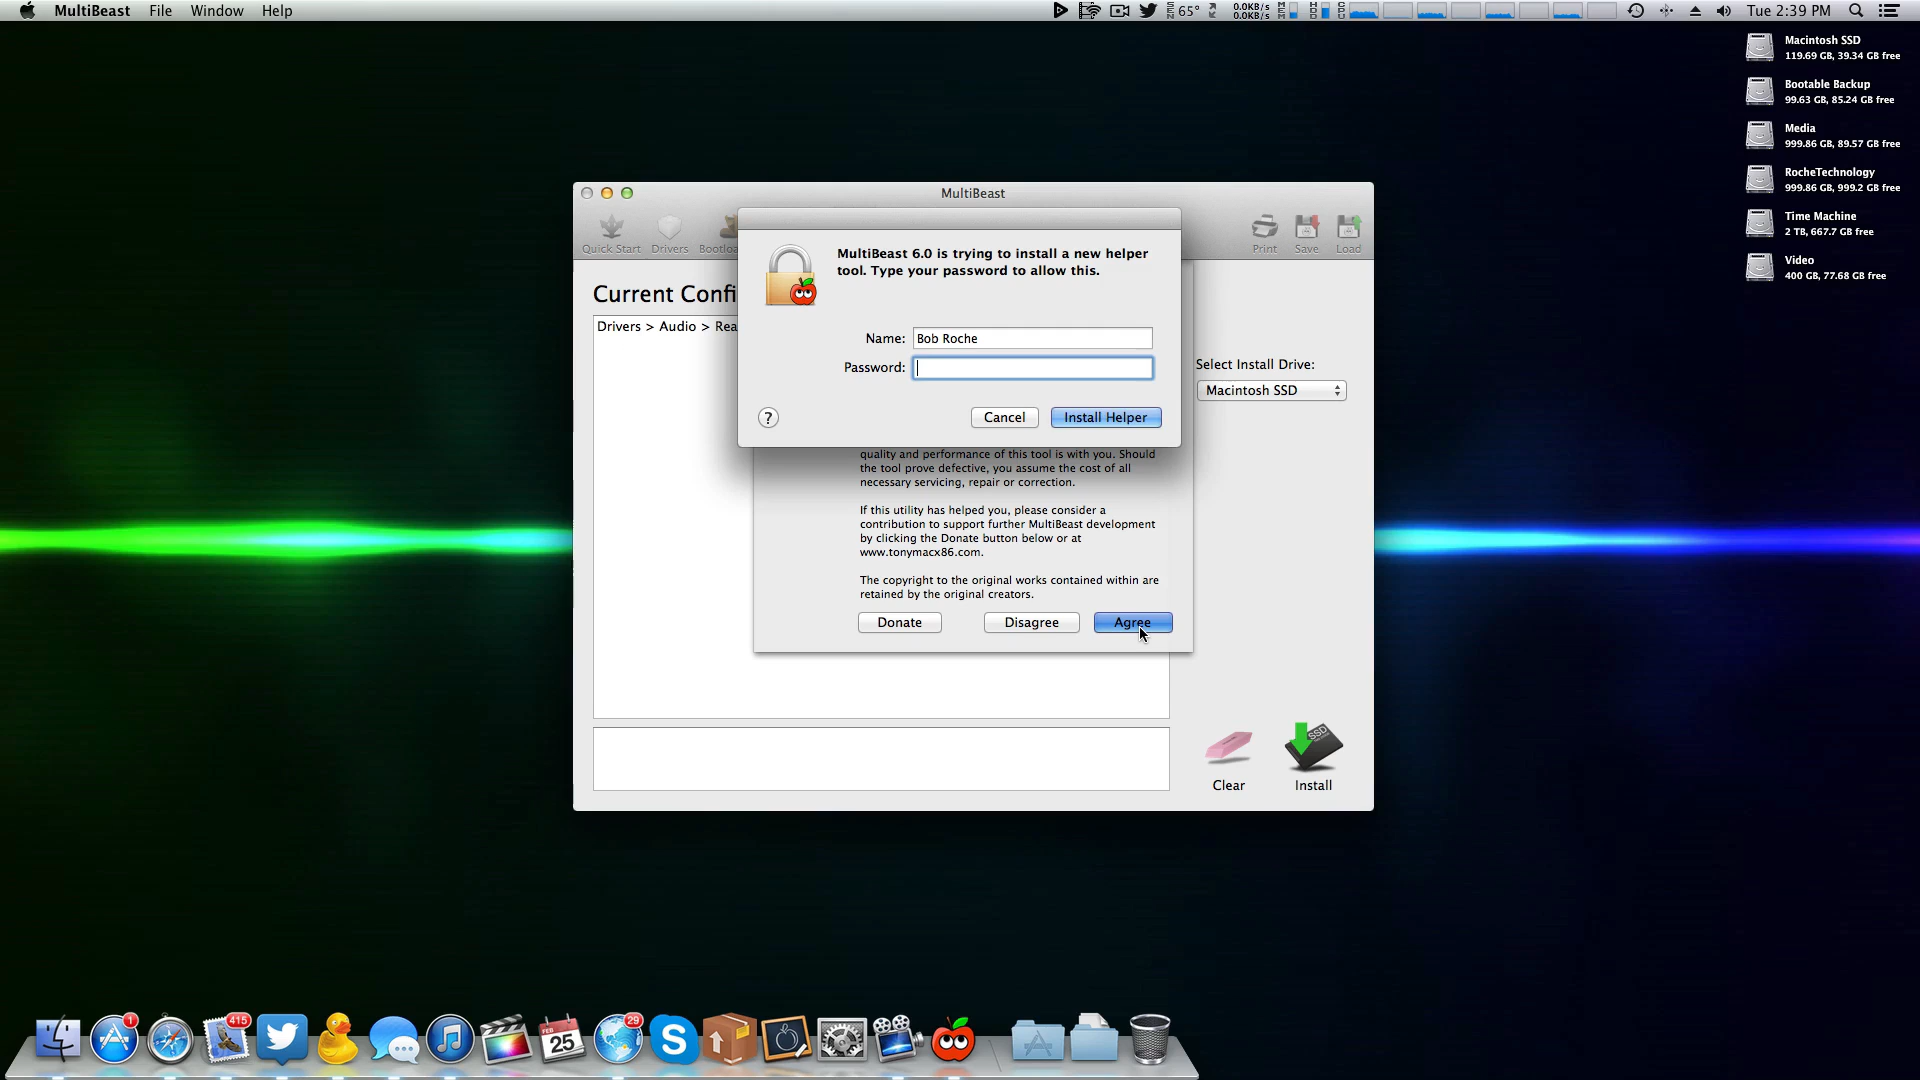 MultiBeast File Window Help
65° 0.0KB/s 0.0KB/s MEM HDD CPU Tue 2:39 PM
Macintosh SSD
119.69 GB, 39.34 GB free
Bootable Backup
99.63 GB, 85.24 GB free
Media
999.86 GB, 89.57 GB free
RocheTechnology
999.86 GB, 999.2 GB free
Time Machine
2 TB, 667.7 GB free
Video
400 GB, 77.68 GB free
MultiBeast
Quick Start Drivers Bootloa Print Save Load
MultiBeast 6.0 is trying to install a new helper
tool. Type your password to allow this.
Name: Bob Roche
Password:
? Cancel Install Helper
Current Confi
Drivers > Audio > Rea
Select Install Drive:
Macintosh SSD
quality and performance of this tool is with you. Should
the tool prove defective, you assume the cost of all
necessary servicing, repair or correction.
If this utility has helped you, please consider a
contribution to support further MultiBeast development
by clicking the Donate button below or at
www.tonymacx86.com.
The copyright to the original works contained within are
retained by the original creators.
Donate Disagree Agree
SSD
Clear Install
1 415 FEB 25 29